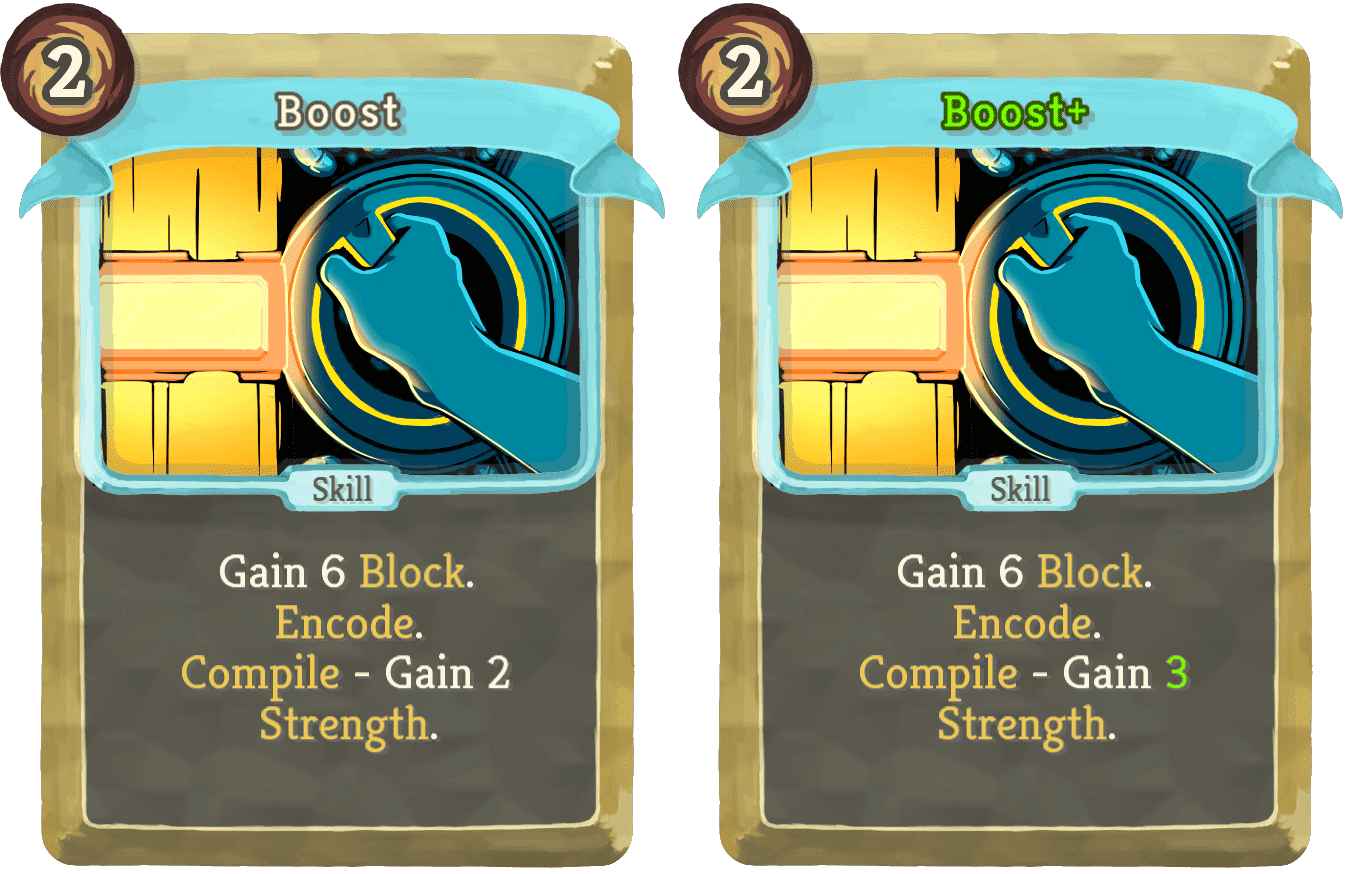 2
Boost
Skill
Gain 6 Block.
Encode.
Compile - Gain 2
Strength.
2
Boost+
Skill
Gain 6 Block.
Encode.
Compile - Gain 3
Strength.